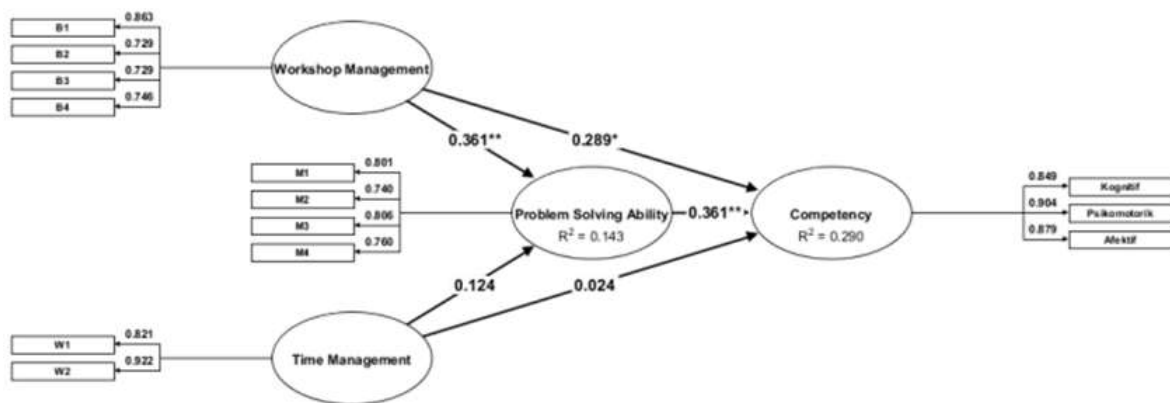 B1
0.863
B2
0.729
B3
0.729
B4
0.746
Workshop Management
0.361**
0.289*
M1
0.801
M2
0.740
M3
0.806
M4
0.760
Problem Solving Ability
R² = 0.143
0.361**
Competency
R² = 0.290
0.849
Kognitif
0.904
Psikomotorik
0.879
Afektif
0.124
0.024
W1
0.821
W2
0.922
Time Management